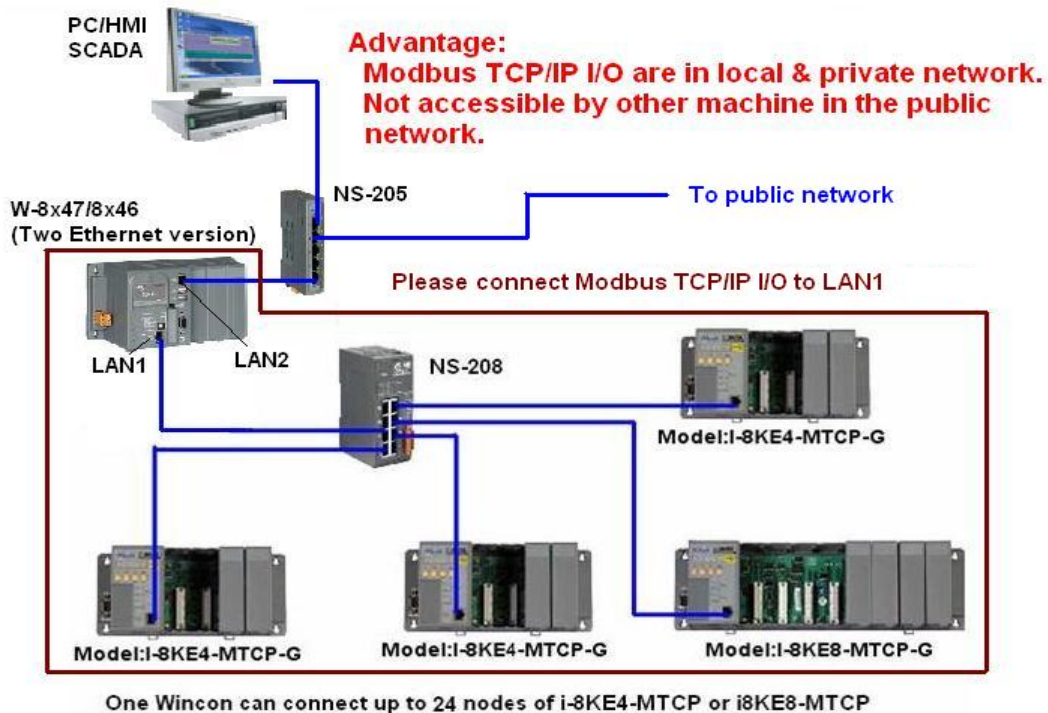 PC/HMI
SCADA
Advantage:
Modbus TCP/IP I/O are in local & private network.
Not accessible by other machine in the public
network.
NS-205
To public network
W-8x47/8x46
(Two Ethernet version)
Please connect Modbus TCP/IP I/O to LAN1
LAN1
LAN2
NS-208
Model:I-8KE4-MTCP-G
Model:I-8KE4-MTCP-G
Model:I-8KE4-MTCP-G
Model:I-8KE8-MTCP-G
One Wincon can connect up to 24 nodes of i-8KE4-MTCP or i8KE8-MTCP